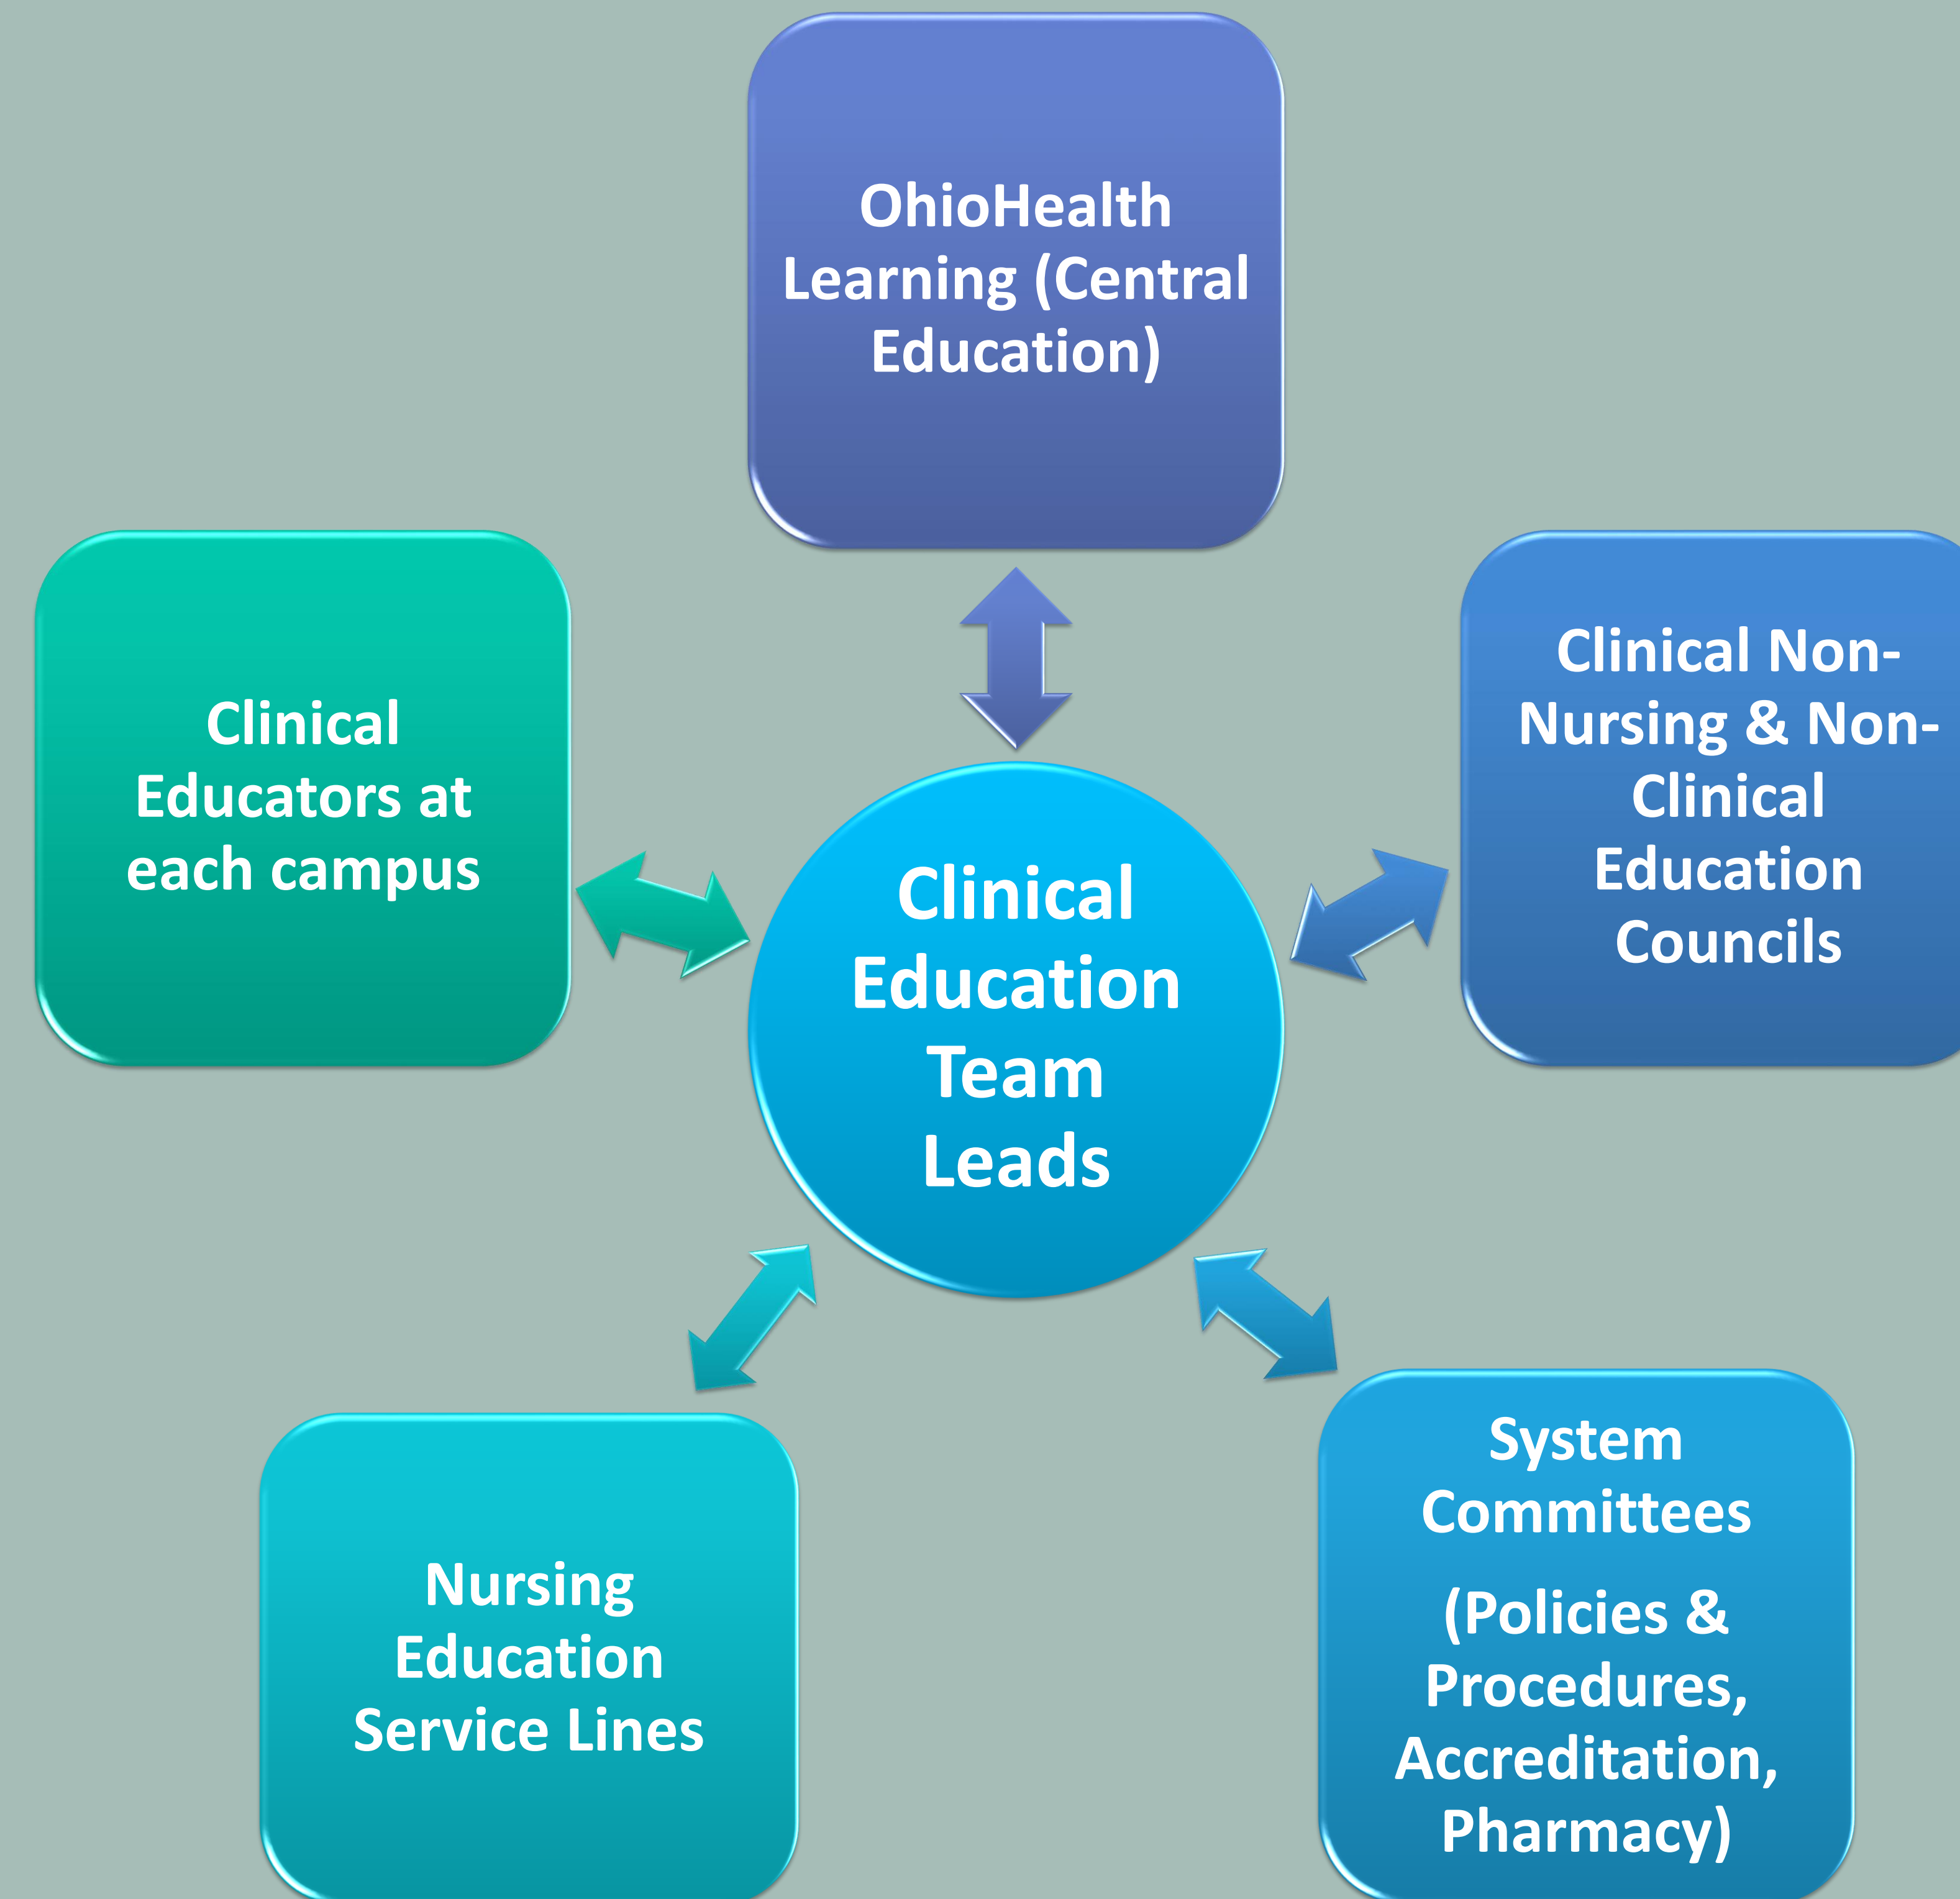 OhioHealth
Learning (Central
Education)
Clinical
Educators at
each campus
Clinical Non-
Nursing & Non-
Clinical
Education
Councils
Clinical
Education
Team
Leads
Nursing
Education
Service Lines
System
Committees
(Policies &
Procedures,
Accreditation,
Pharmacy)